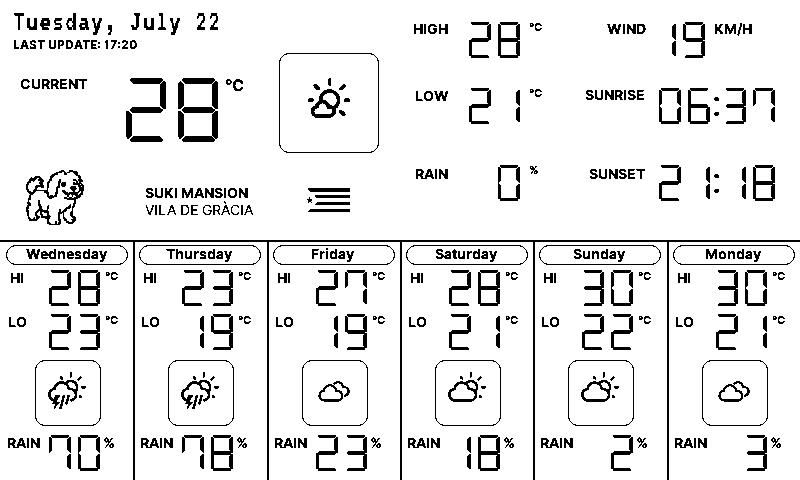 Tuesday, July 22
LAST UPDATE: 17:20
CURRENT 28 °C
HIGH 28 °C
WIND 19 KM/H
LOW 21 °C
SUNRISE 06:37
RAIN 0 %
SUNSET 21:18
SUKI MANSION
VILA DE GRÀCIA
Wednesday
HI 28 °C
LO 23 °C
RAIN 70 %
Thursday
HI 23 °C
LO 19 °C
RAIN 78 %
Friday
HI 27 °C
LO 19 °C
RAIN 23 %
Saturday
HI 28 °C
LO 21 °C
RAIN 18 %
Sunday
HI 30 °C
LO 22 °C
RAIN 2 %
Monday
HI 30 °C
LO 21 °C
RAIN 3 %